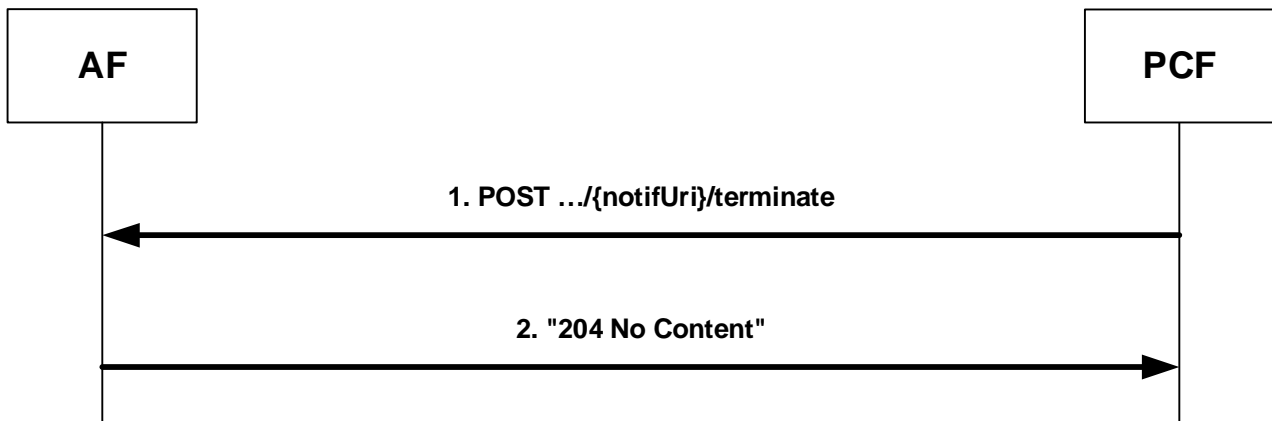 AF
PCF
1. POST …/{notifUri}/terminate
2. "204 No Content"